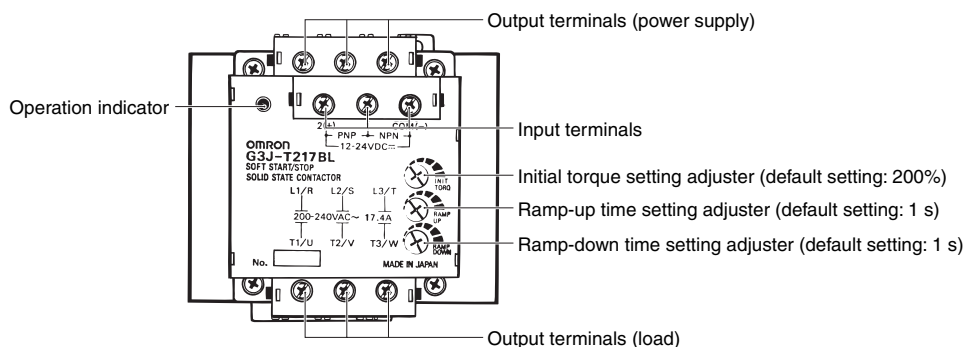 Output terminals (power supply)
Operation indicator
Input terminals
2(+) COM(−)
PNP NPN
12-24VDC⎓
OMRON
G3J-T217BL
SOFT START/STOP
SOLID STATE CONTACTOR
INIT TORQ
Initial torque setting adjuster (default setting: 200%)
L1/R L2/S L3/T
200-240VAC~ 17.4A
RAMP UP
Ramp-up time setting adjuster (default setting: 1 s)
T1/U T2/V T3/W
RAMP DOWN
Ramp-down time setting adjuster (default setting: 1 s)
No.
MADE IN JAPAN
Output terminals (load)